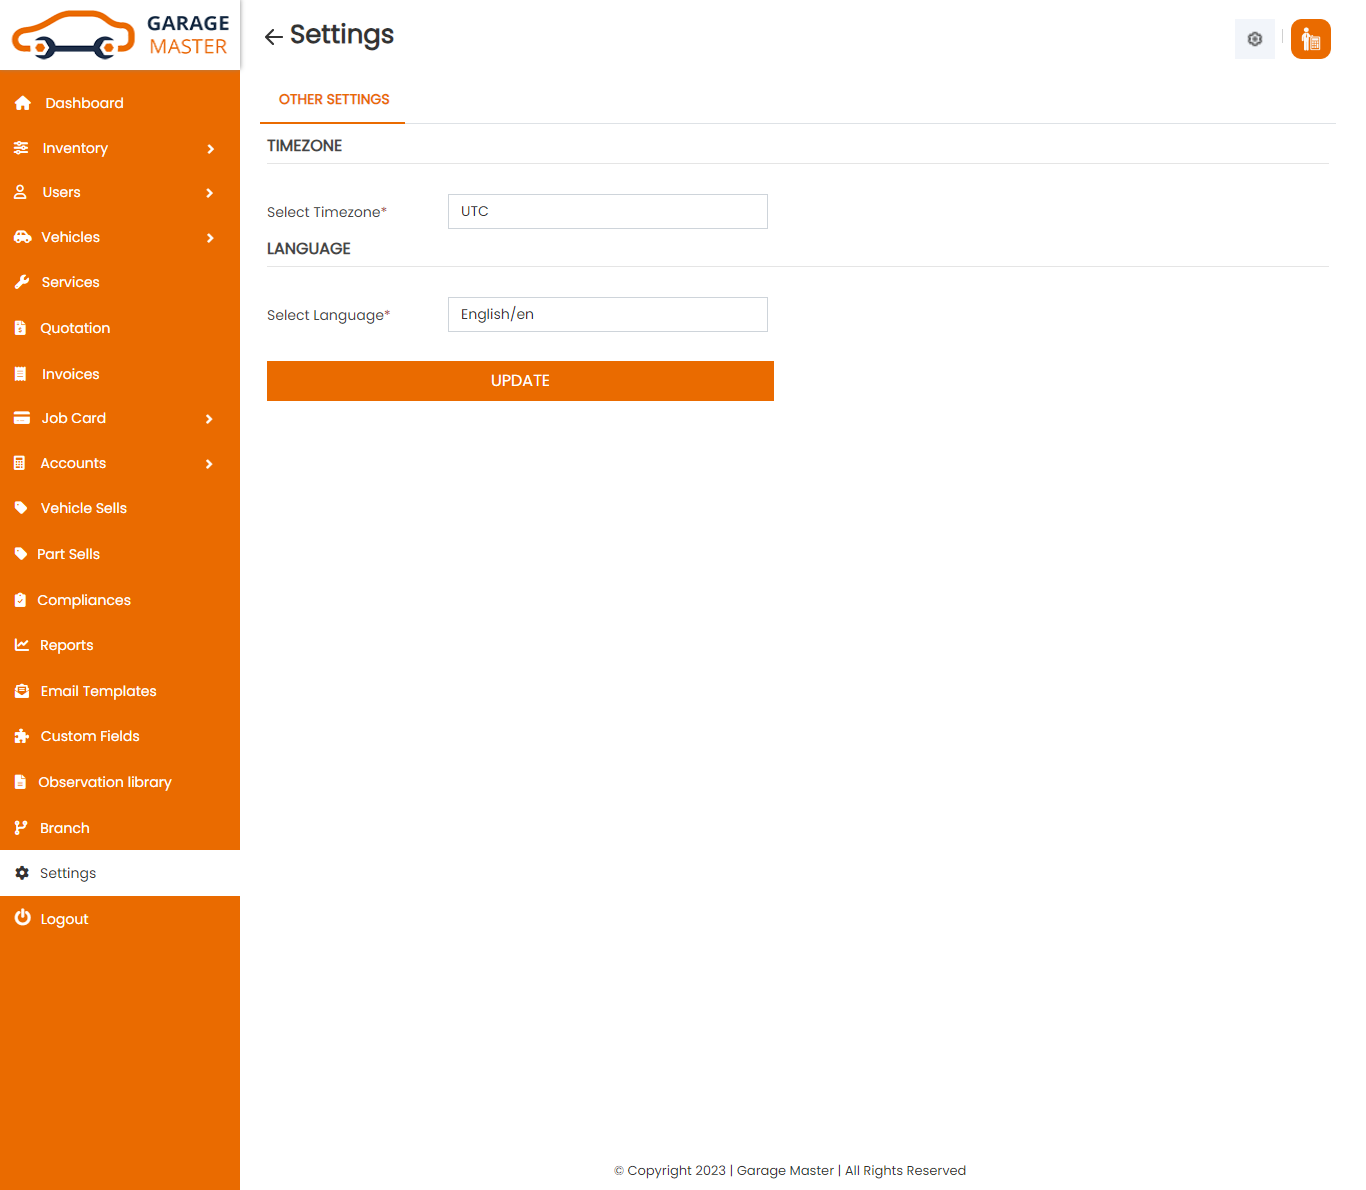 GARAGE
MASTER
Settings
Dashboard
Inventory
Users
Vehicles
Services
Quotation
Invoices
Job Card
Accounts
Vehicle Sells
Part Sells
Compliances
Reports
Email Templates
Custom Fields
Observation library
Branch
Settings
Logout
OTHER SETTINGS
TIMEZONE
Select Timezone* UTC
LANGUAGE
Select Language* English/en
UPDATE
© Copyright 2023 | Garage Master | All Rights Reserved